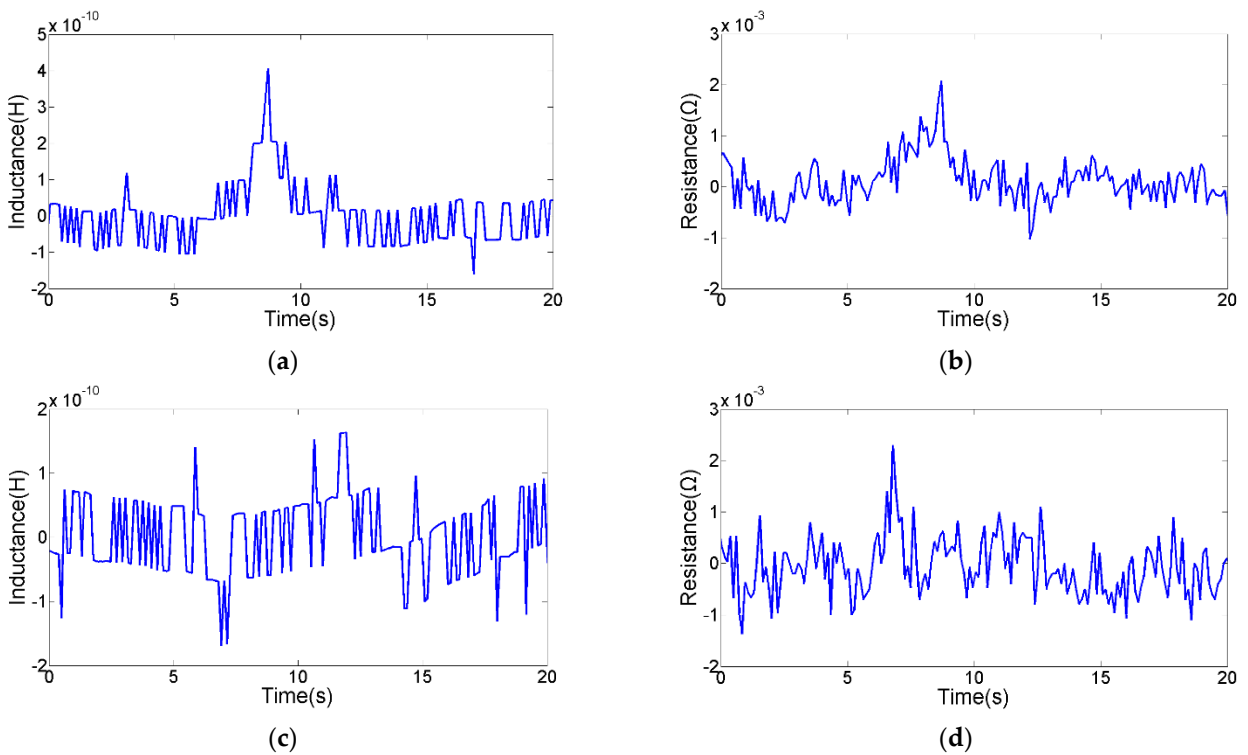 5 x 10⁻¹⁰
4
3
2
1
0
-1
-2
Inductance(H)
0 5 10 15 20
Time(s)
(a)
3 x 10⁻³
2
1
0
-1
-2
Resistance(Ω)
0 5 10 15 20
Time(s)
(b)
2 x 10⁻¹⁰
1
0
-1
-2
Inductance(H)
0 5 10 15 20
Time(s)
(c)
3 x 10⁻³
2
1
0
-1
-2
Resistance(Ω)
0 5 10 15 20
Time(s)
(d)